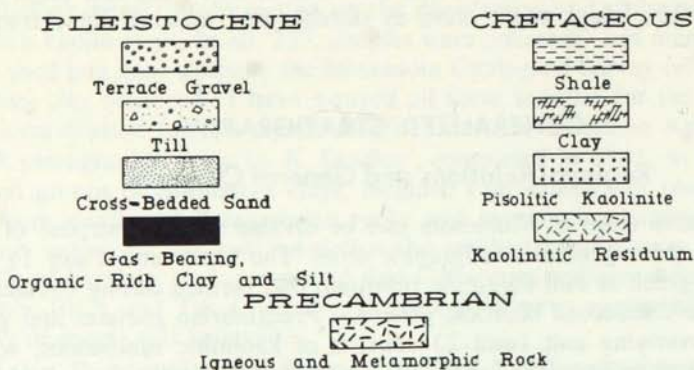 PLEISTOCENE
Terrace Gravel
Till
Cross-Bedded Sand
Gas-Bearing,
Organic-Rich Clay and Silt
CRETACEOUS
Shale
Clay
Pisolitic Kaolinite
Kaolinitic Residuum
PRECAMBRIAN
Igneous and Metamorphic Rock